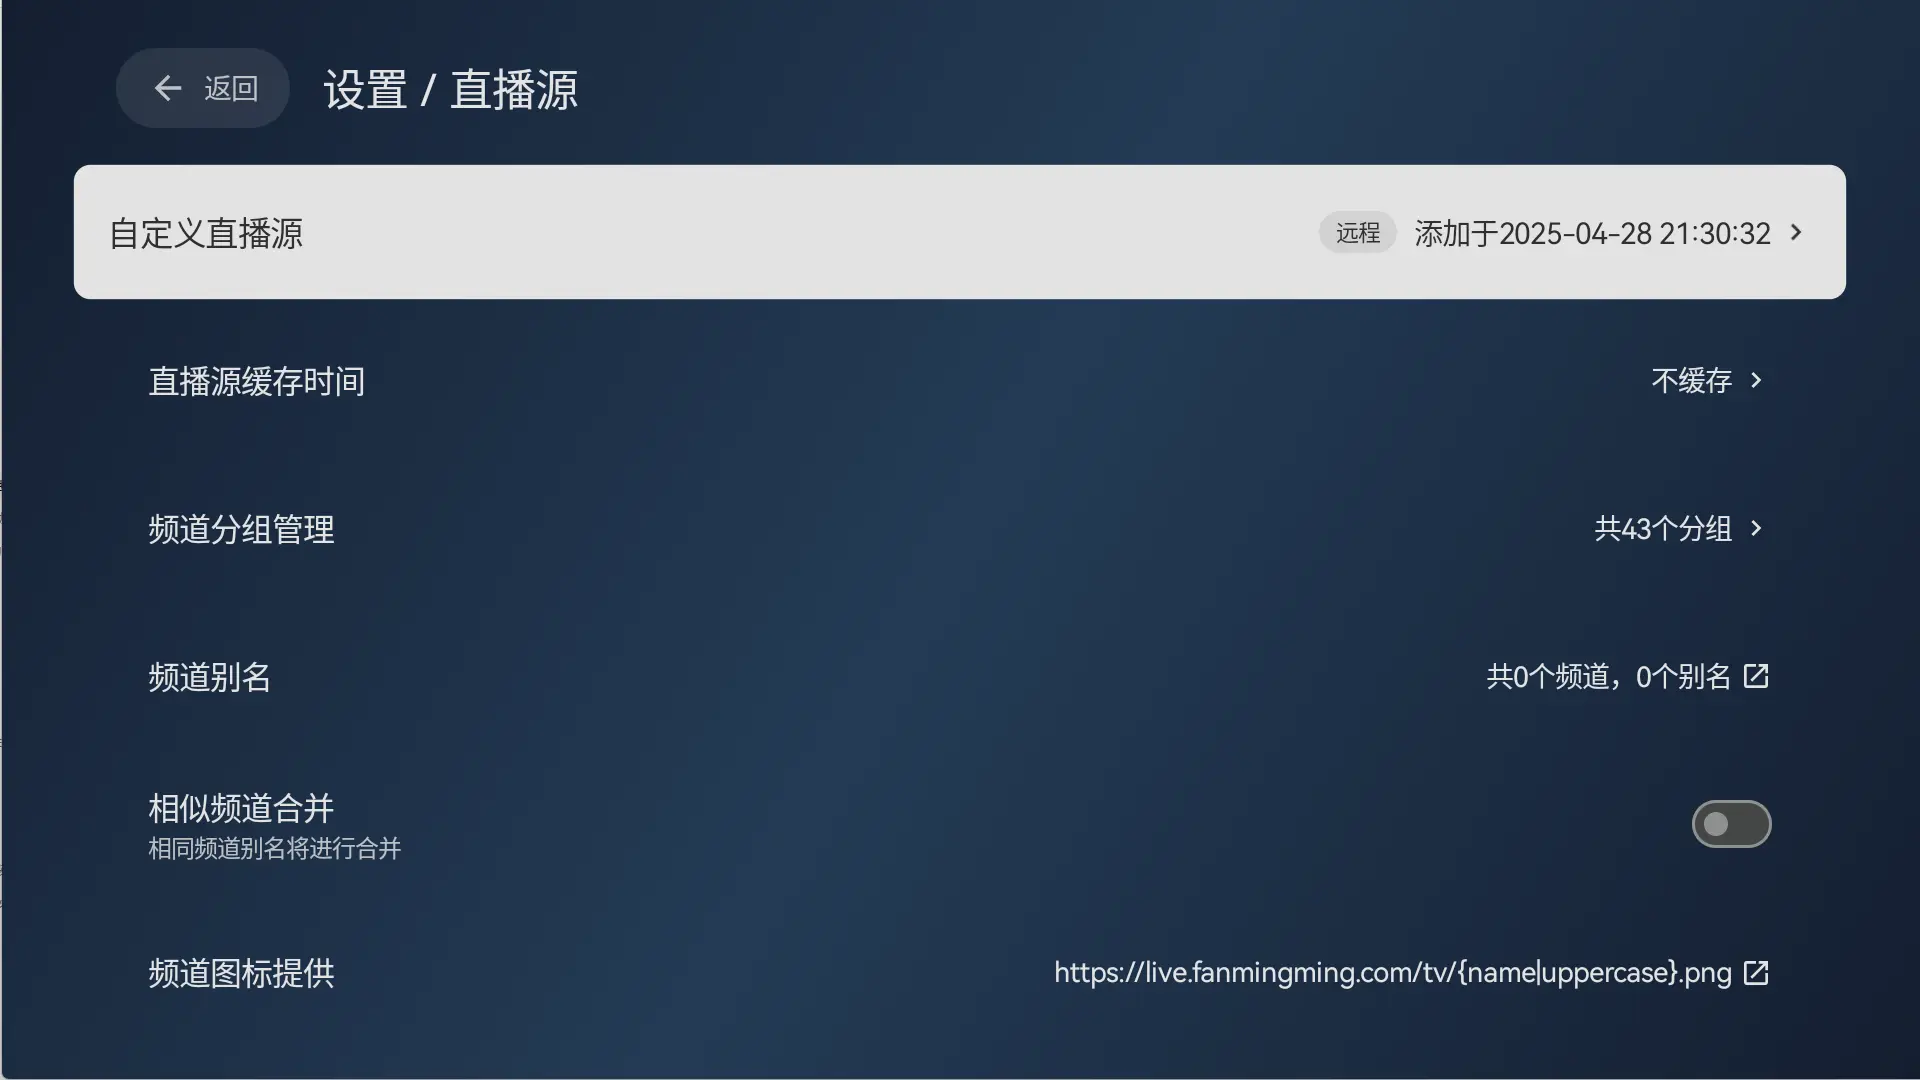 返回
设置 / 直播源
自定义直播源
远程 添加于2025-04-28 21:30:32
直播源缓存时间
不缓存
频道分组管理
共43个分组
频道别名
共0个频道，0个别名
相似频道合并
相同频道别名将进行合并
频道图标提供
https://live.fanmingming.com/tv/{name|uppercase}.png